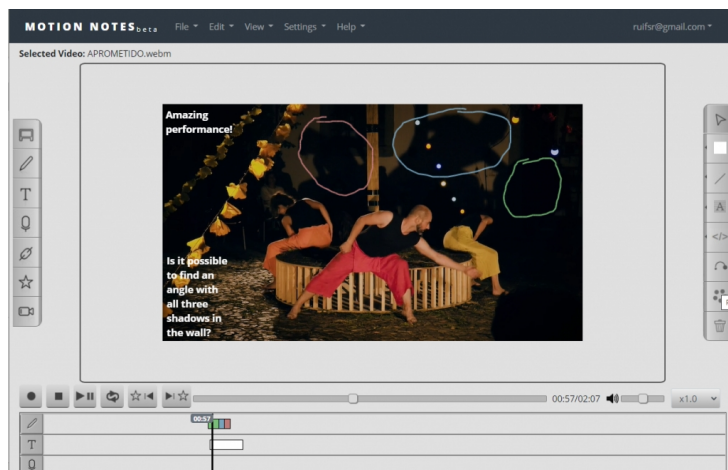 MOTION NOTES beta File Edit View Settings Help ruifsr@gmail.com
Selected Video: APROMETIDO.webm
Amazing
performance!
Is it possible
to find an
angle with
all three
shadows in
the wall?
T
A
</>
00:57/02:07 x1.0
00:57
T